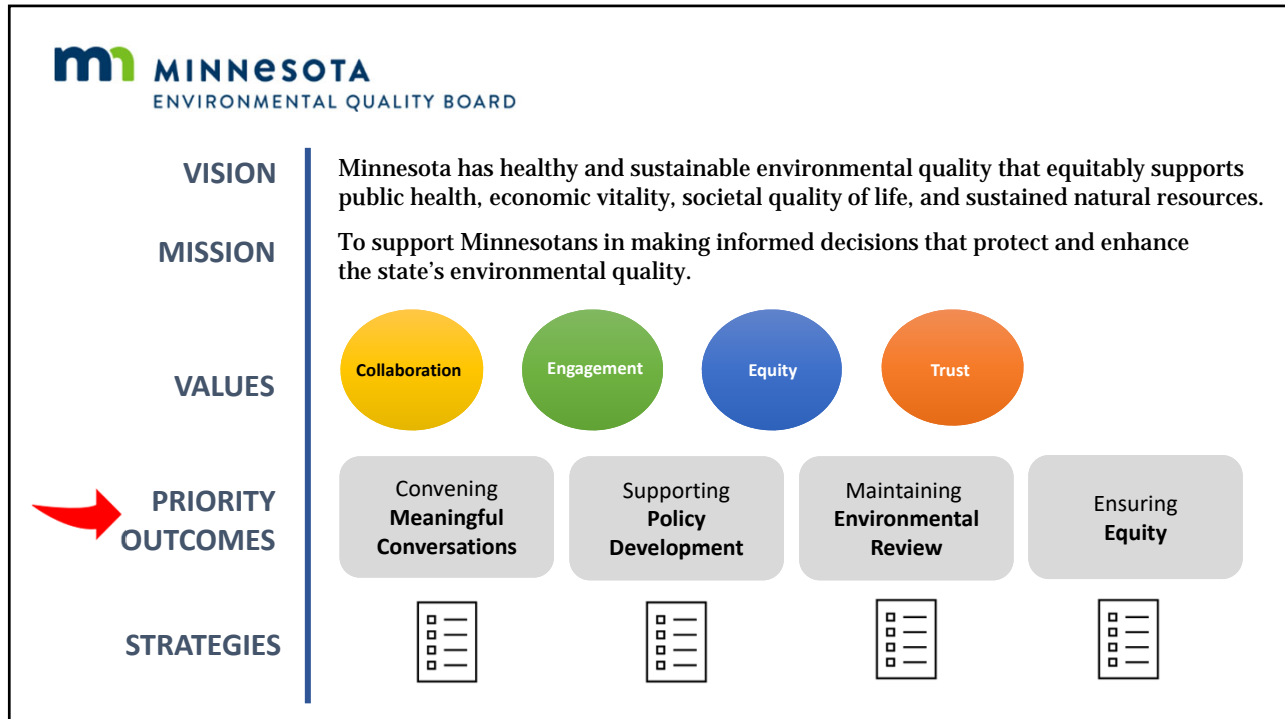 mn MINNESOTA
ENVIRONMENTAL QUALITY BOARD
VISION
Minnesota has healthy and sustainable environmental quality that equitably supports
public health, economic vitality, societal quality of life, and sustained natural resources.
MISSION
To support Minnesotans in making informed decisions that protect and enhance
the state’s environmental quality.
VALUES
Collaboration
Engagement
Equity
Trust
PRIORITY
OUTCOMES
Convening
Meaningful
Conversations
Supporting
Policy
Development
Maintaining
Environmental
Review
Ensuring
Equity
STRATEGIES